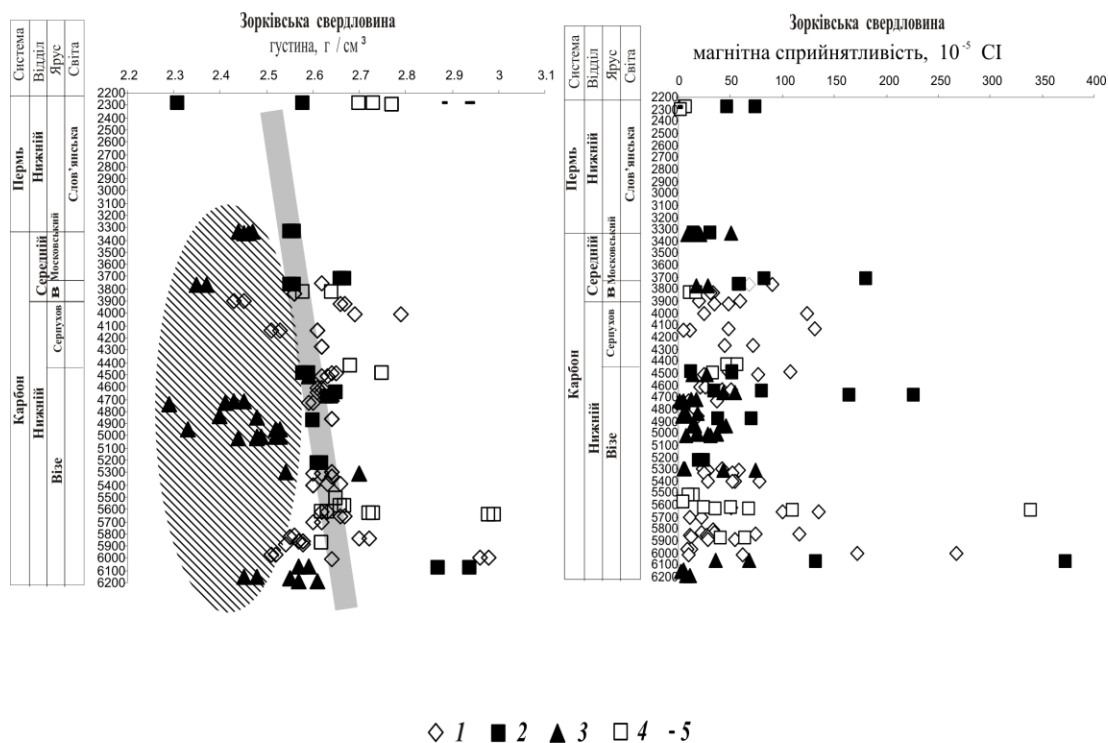 Зорківська свердловина
густина, г / см ³
Система
Відділ
Ярус
Світа
2.2 2.3 2.4 2.5 2.6 2.7 2.8 2.9 3 3.1
2200
2300
2400
2500
2600
2700
2800
2900
3000
3100
3200
3300
3400
3500
3600
3700
3800
3900
4000
4100
4200
4300
4400
4500
4600
4700
4800
4900
5000
5100
5200
5300
5400
5500
5600
5700
5800
5900
6000
6100
6200
Пермь
Нижній
Слов'янська
Карбон
Середній
Московський
В
Нижній
Серпухов
Візе
Зорківська свердловина
магнітна сприйнятливість, 10⁻⁵ СІ
Система
Відділ
Ярус
Світа
0 50 100 150 200 250 300 350 400
2200
2300
2400
2500
2600
2700
2800
2900
3000
3100
3200
3300
3400
3500
3600
3700
3800
3900
4000
4100
4200
4300
4400
4500
4600
4700
4800
4900
5000
5100
5200
5300
5400
5500
5600
5700
5800
5900
6000
6100
6200
Пермь
Нижній
Слов'янська
Карбон
Середній
Московський
В
Нижній
Серпухов
Візе
1 2 3 4 - 5